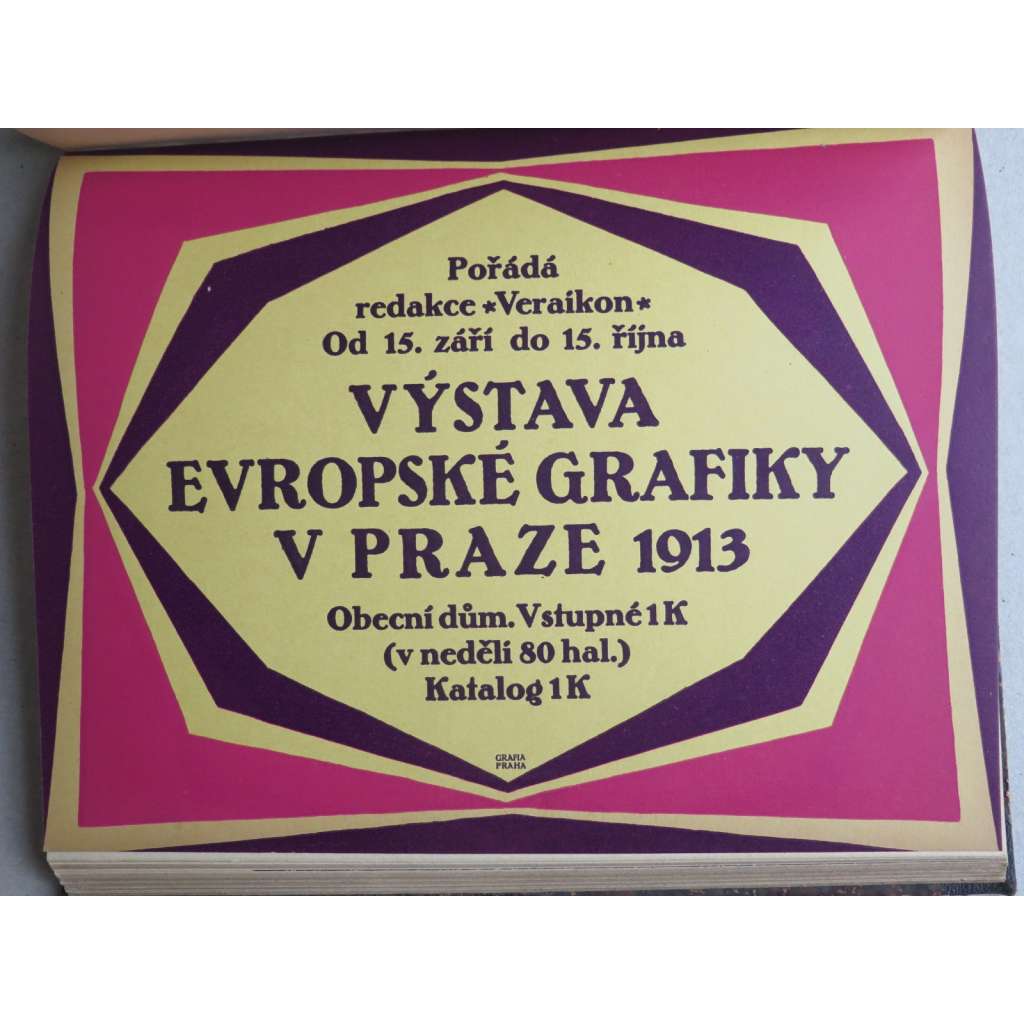 Pořádá
redakce *Veraikon*
Od 15. září do 15. října
VÝSTAVA
EVROPSKÉ GRAFIKY
V PRAZE 1913
Obecní dům. Vstupné 1 K
(v neděli 80 hal.)
Katalog 1 K
GRAFIA
PRAHA